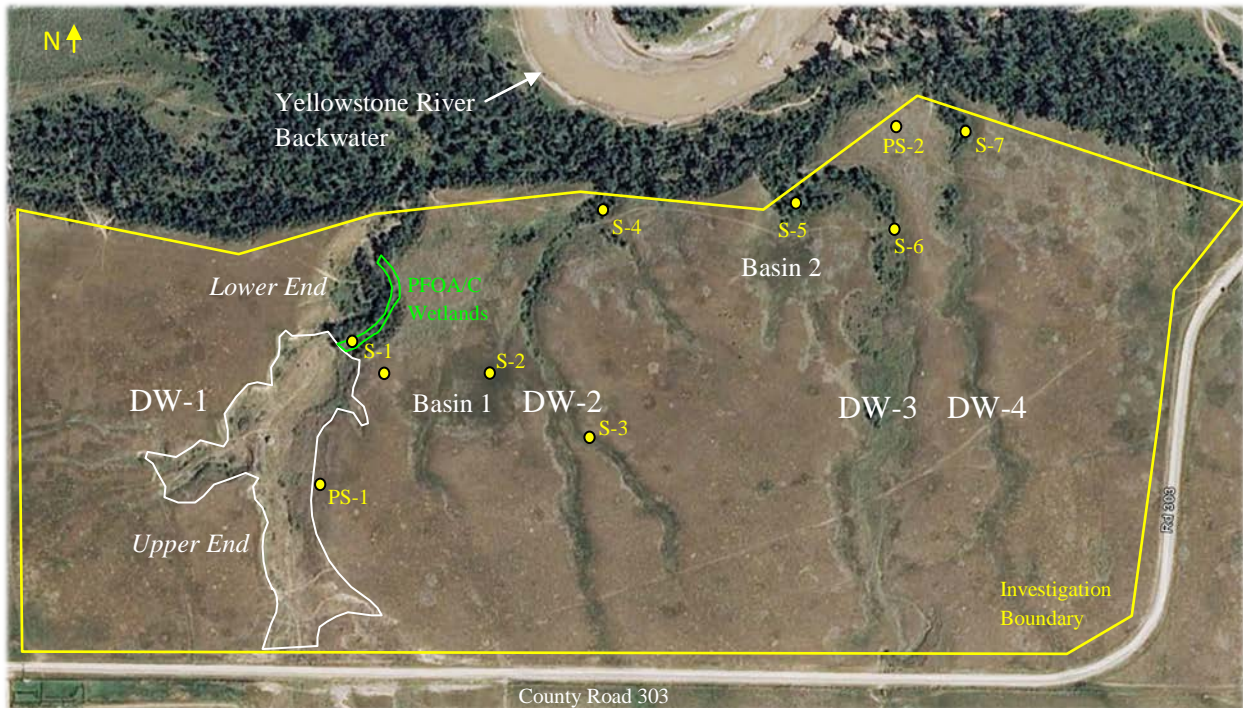 N
Yellowstone River
Backwater
PS-2
S-7
S-4
S-5
S-6
Basin 2
Lower End
PFOA/C
Wetlands
S-1
S-2
DW-1
Basin 1
DW-2
DW-3
DW-4
S-3
PS-1
Upper End
Rd 303
Investigation
Boundary
County Road 303